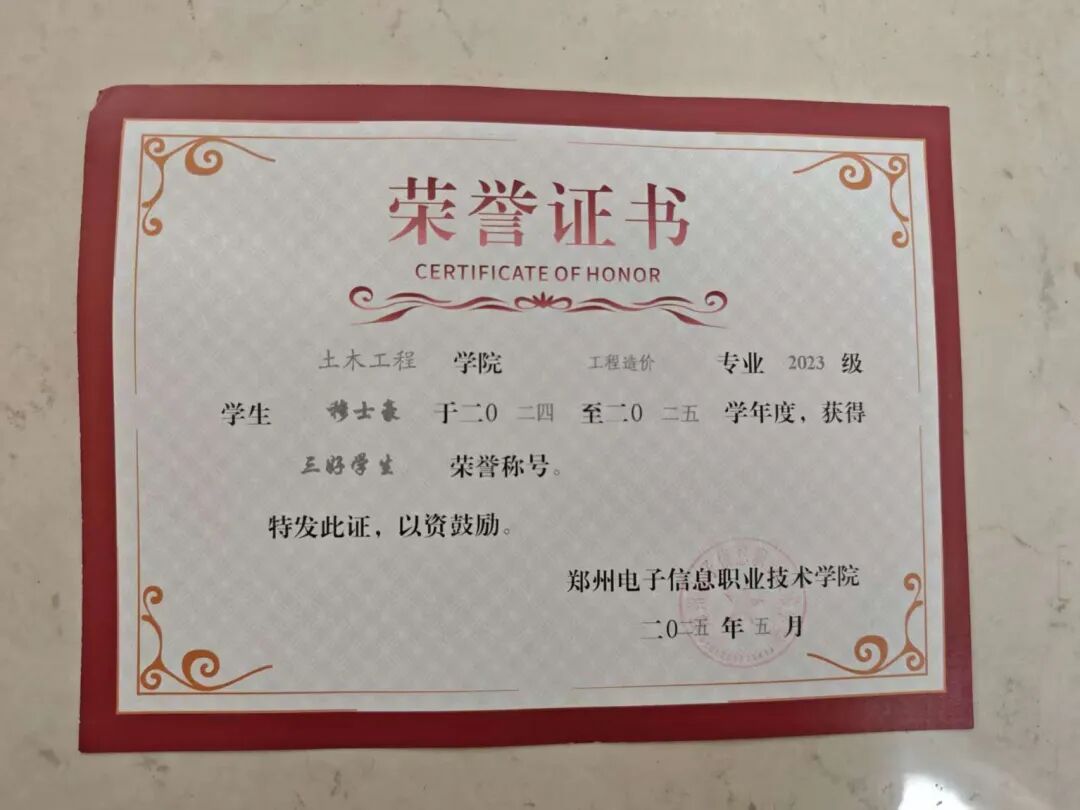 荣誉证书
CERTIFICATE OF HONOR
土木工程 学院 工程造价 专业 2023 级
学生 穆士豪 于二0 二四 至二0 二五 学年度，获得
三好学生 荣誉称号。
特发此证，以资鼓励。
郑州电子信息职业技术学院
二0二五 年 五 月